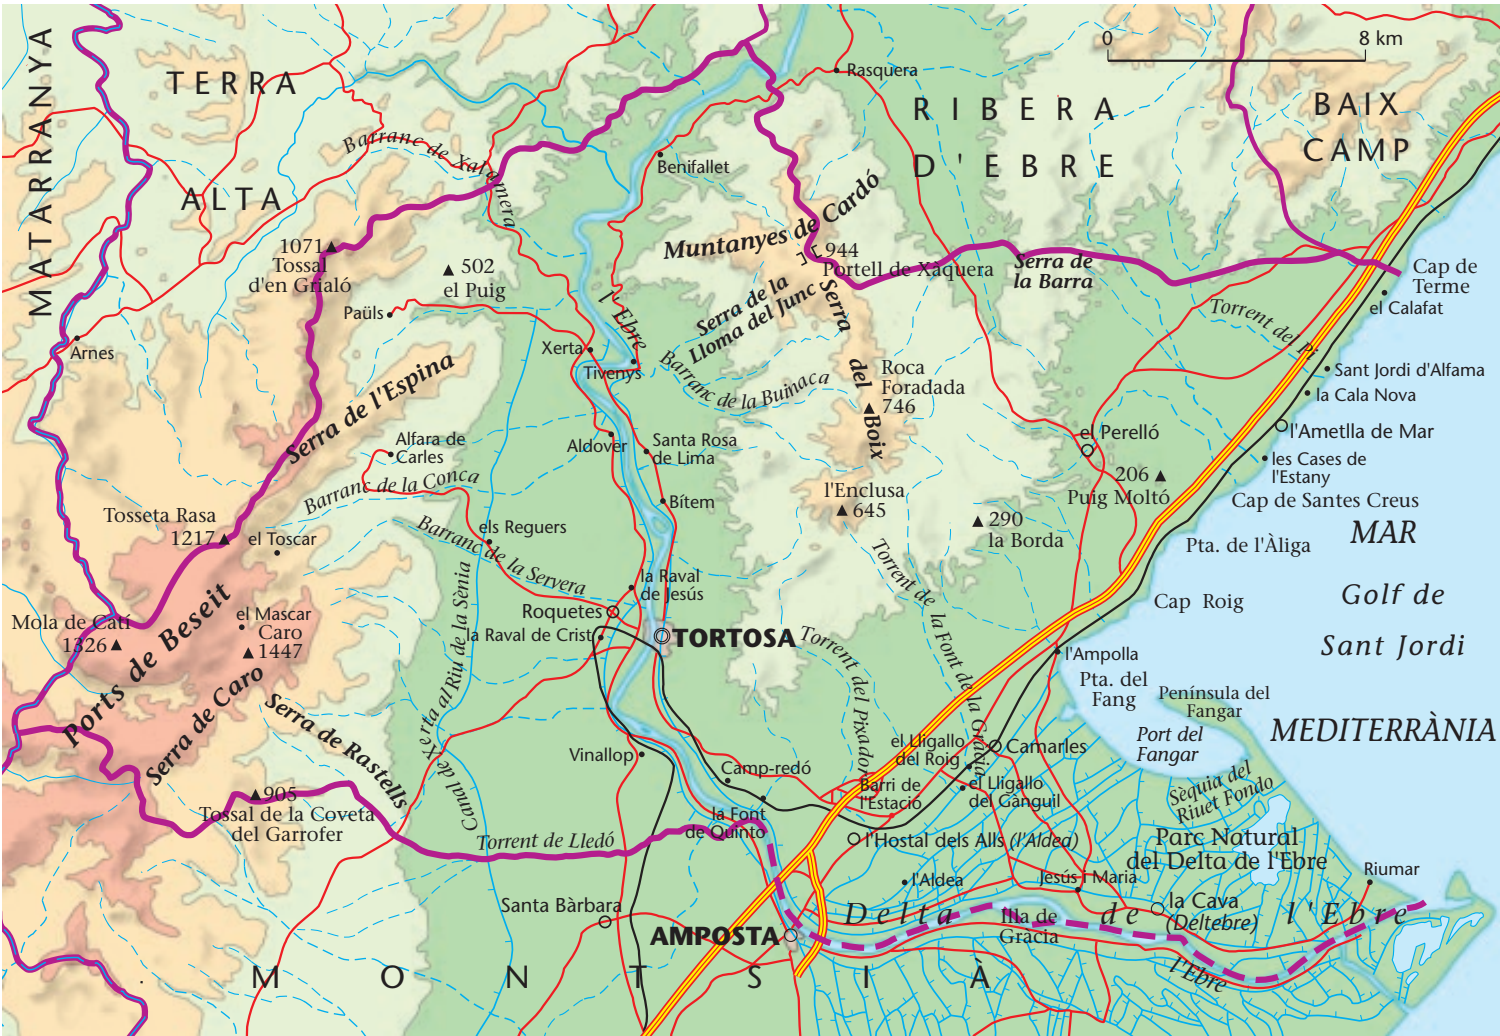 MATARRANYA
TERRA
ALTA
RIBERA
D'EBRE
BAIX
CAMP
0
8 km
Rasquera
Barranc de Xalamera
Benifallet
Muntanyes de Cardó
944
Portell de Xàquera
Serra de
la Barra
Cap de
Terme
el Calafat
1071
Tossal
d'en Grialó
502
el Puig
Paüls
l'Ebre
Serra de la
Lloma del Junc
Serra del Boix
Torrent del Pi
Arnes
Xerta
Tivenys
Barranc de la Buinaca
Roca
Foradada
746
Sant Jordi d'Alfama
la Cala Nova
Serra de l'Espina
Alfara de
Carles
Aldover
Santa Rosa
de Lima
el Perelló
l'Ametlla de Mar
les Cases de
l'Estany
206
Puig Moltó
Cap de Santes Creus
Barranc de la Conca
Bítem
l'Enclusa
645
290
la Borda
MAR
Tosseta Rasa
1217
el Toscar
els Reguers
Barranc de la Servera
Pta. de l'Àliga
Torrent de la Font de la Gràcia
la Raval
de Jesús
Cap Roig
Golf de
Mola de Catí
1326
el Mascar
Caro
1447
Roquetes
la Raval de Crist
TORTOSA
Torrent del Pixador
l'Ampolla
Sant Jordi
Ports de Beseit
Serra de Caro
Serra de Rastells
Canal de Xerta al Riu de la Sènia
Pta. del
Fang
Península del
Fangar
Port del
Fangar
MEDITERRÀNIA
Vinallop
Camp-redó
el Lligallo
del Roig
Camarles
el Lligallo
del Gànguil
Barri de
l'Estació
Sèquia del
Riuet Fondo
905
Tossal de la Coveta
del Garrofer
la Font
de Quinto
Torrent de Lledó
l'Hostal dels Alls (l'Aldea)
Parc Natural
del Delta de l'Ebre
l'Aldea
Jesús i Maria
Riumar
Santa Bàrbara
AMPOSTA
Delta de l'Ebre
Illa de
Gràcia
la Cava
(Deltebre)
l'Ebre
MONTSIÀ